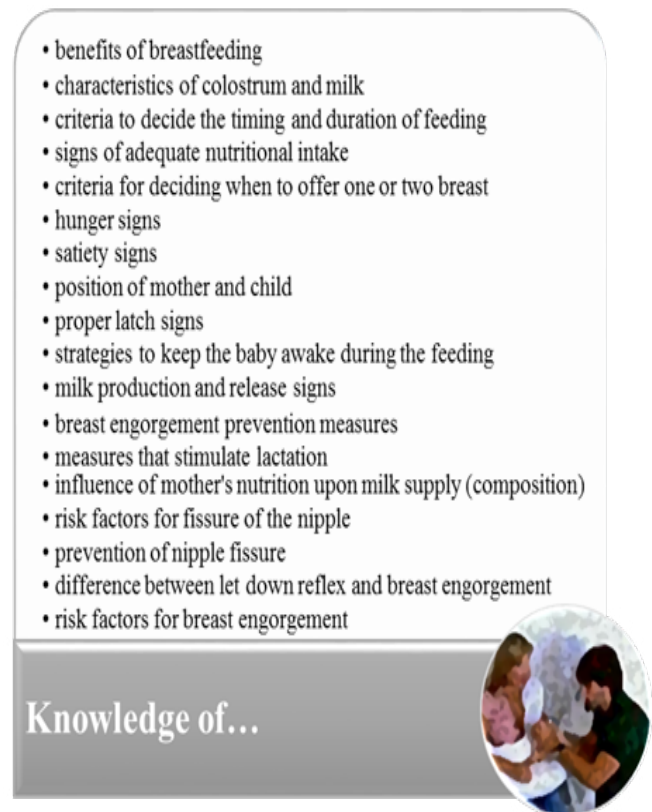 • benefits of breastfeeding
• characteristics of colostrum and milk
• criteria to decide the timing and duration of feeding
• signs of adequate nutritional intake
• criteria for deciding when to offer one or two breast
• hunger signs
• satiety signs
• position of mother and child
• proper latch signs
• strategies to keep the baby awake during the feeding
• milk production and release signs
• breast engorgement prevention measures
• measures that stimulate lactation
• influence of mother's nutrition upon milk supply (composition)
• risk factors for fissure of the nipple
• prevention of nipple fissure
• difference between let down reflex and breast engorgement
• risk factors for breast engorgement
Knowledge of...